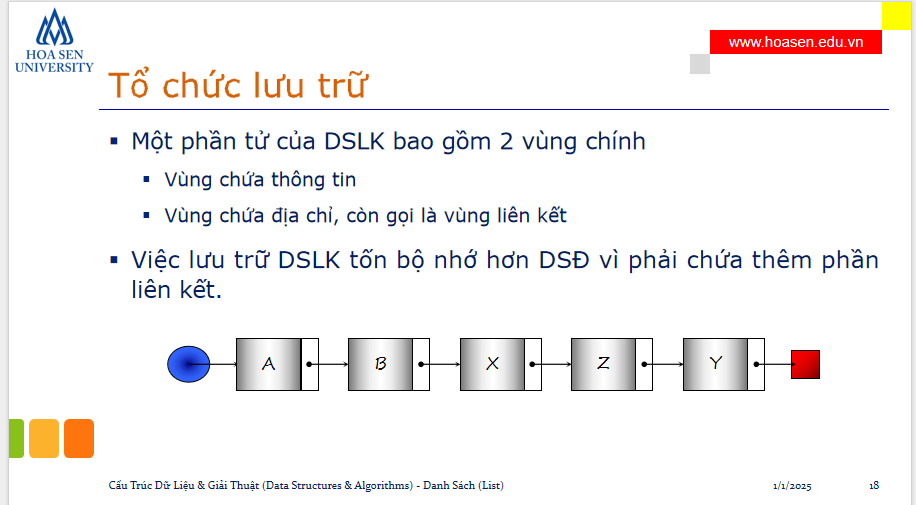 HOA SEN
UNIVERSITY
www.hoasen.edu.vn
Tổ chức lưu trữ
Một phần tử của DSLK bao gồm 2 vùng chính
Vùng chứa thông tin
Vùng chứa địa chỉ, còn gọi là vùng liên kết
Việc lưu trữ DSLK tốn bộ nhớ hơn DSĐ vì phải chứa thêm phần
liên kết.
A B X Z Y
Cấu Trúc Dữ Liệu & Giải Thuật (Data Structures & Algorithms) - Danh Sách (List) 1/1/2025 18